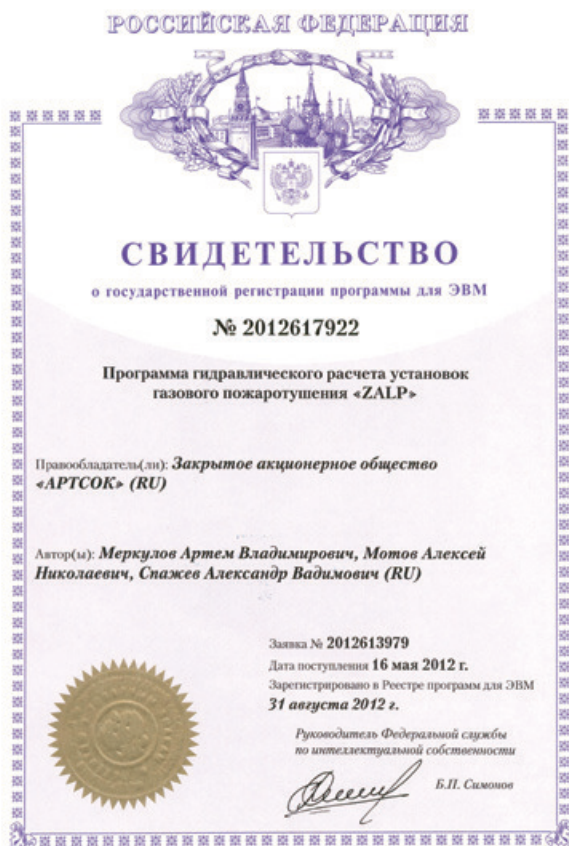 РОССИЙСКАЯ ФЕДЕРАЦИЯ
СВИДЕТЕЛЬСТВО
о государственной регистрации программы для ЭВМ
№ 2012617922
Программа гидравлического расчета установок
газового пожаротушения «ZALP»
Правообладатель(ли): Закрытое акционерное общество
«АРТСОК» (RU)
Автор(ы): Меркулов Артем Владимирович, Мотов Алексей
Николаевич, Спажев Александр Вадимович (RU)
Заявка № 2012613979
Дата поступления 16 мая 2012 г.
Зарегистрировано в Реестре программ для ЭВМ
31 августа 2012 г.
Руководитель Федеральной службы
по интеллектуальной собственности
Б.П. Симонов